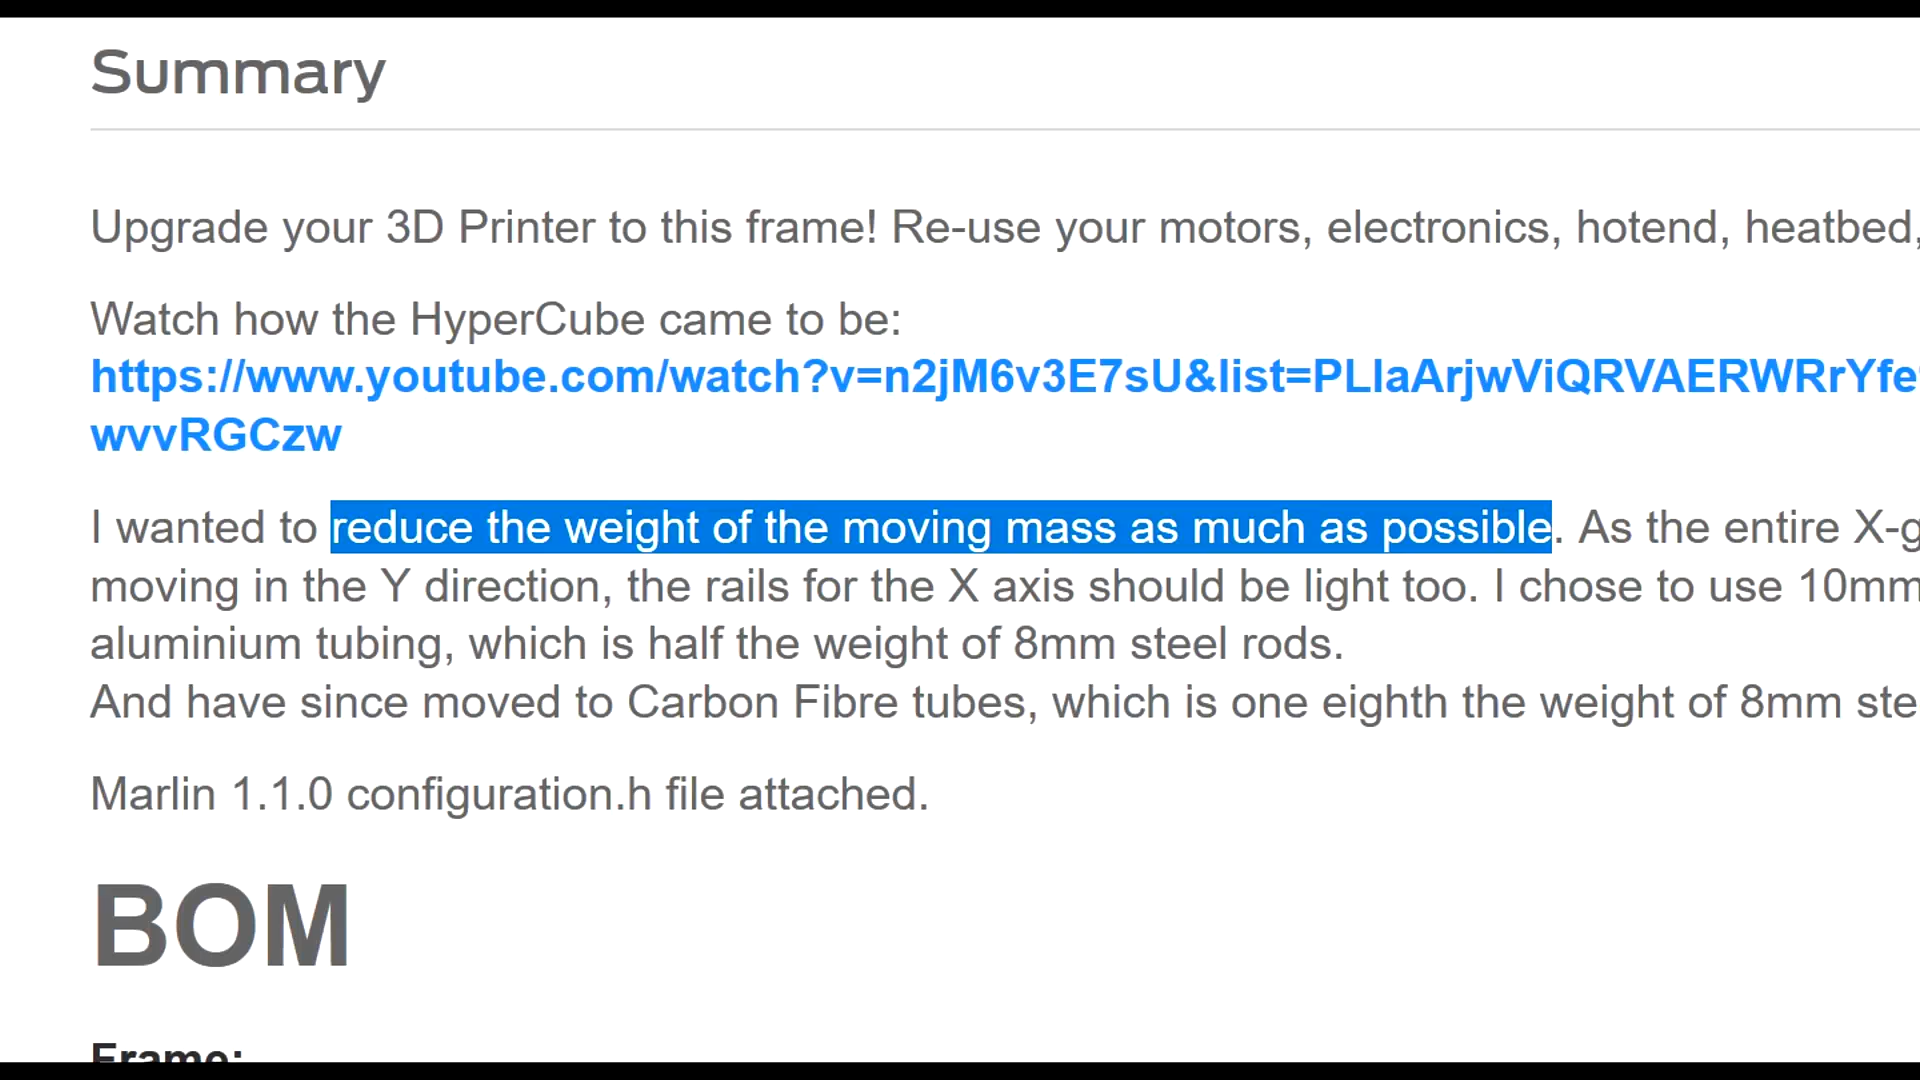 Summary
Upgrade your 3D Printer to this frame! Re-use your motors, electronics, hotend, heatbed,
Watch how the HyperCube came to be:
https://www.youtube.com/watch?v=n2jM6v3E7sU&list=PLIaArjwViQRVAERWRrYfe
wvvRGCzw
I wanted to reduce the weight of the moving mass as much as possible. As the entire X-g
moving in the Y direction, the rails for the X axis should be light too. I chose to use 10mm
aluminium tubing, which is half the weight of 8mm steel rods.
And have since moved to Carbon Fibre tubes, which is one eighth the weight of 8mm ste
Marlin 1.1.0 configuration.h file attached.
BOM
Frame: